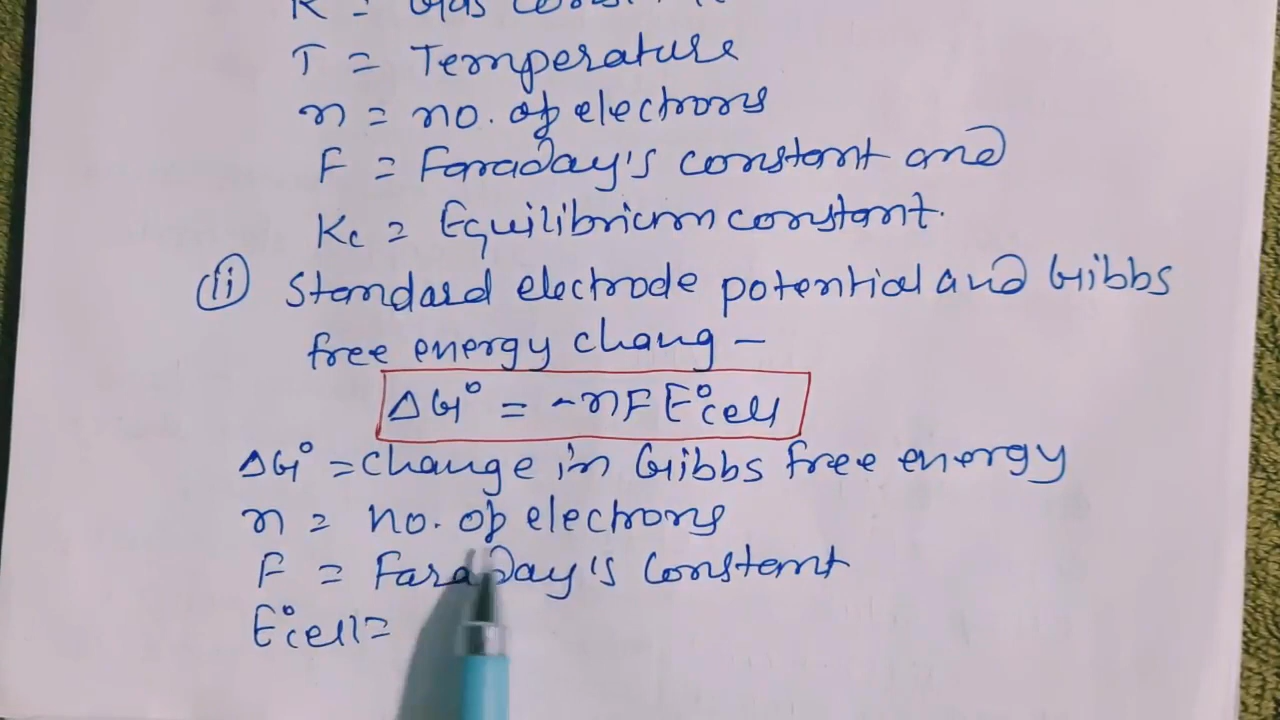 T = Temperature
n = no. of electrons
F = Faraday's constant and
Kc = Equilibrium constant.
(ii) Standard electrode potential and Gibbs
free energy chang -
ΔG° = -nFE°cell
ΔG° = change in Gibbs free energy
n = no. of electrons
F = Faraday's constant
E°cell =